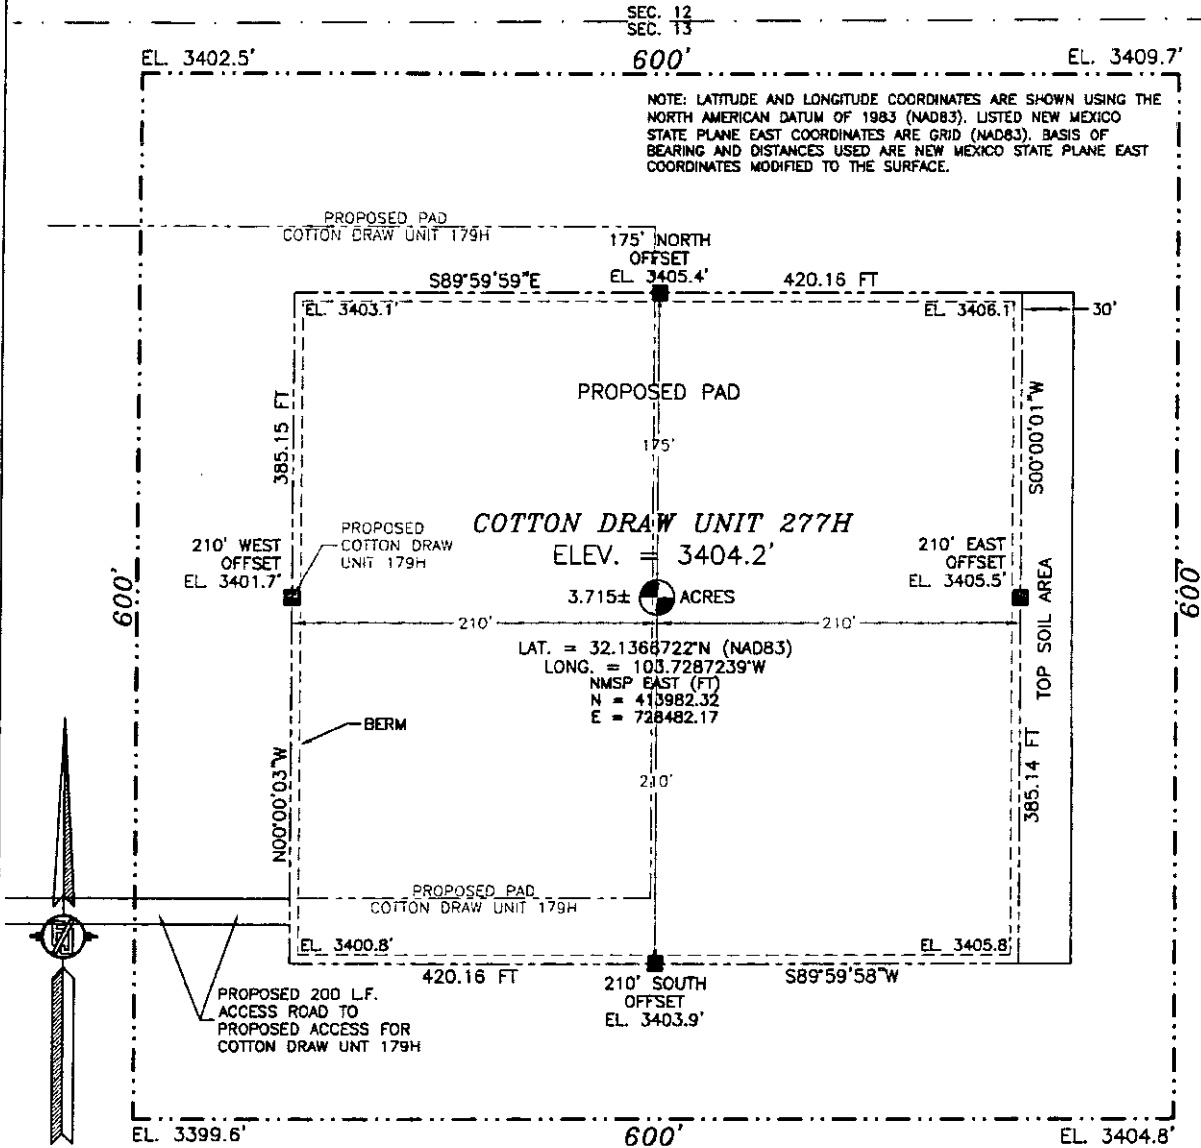 SEC. 12
SEC. 13
EL. 3402.5'
600'
EL. 3409.7'
NOTE: LATITUDE AND LONGITUDE COORDINATES ARE SHOWN USING THE
NORTH AMERICAN DATUM OF 1983 (NAD83). LISTED NEW MEXICO
STATE PLANE EAST COORDINATES ARE GRID (NAD83). BASIS OF
BEARING AND DISTANCES USED ARE NEW MEXICO STATE PLANE EAST
COORDINATES MODIFIED TO THE SURFACE.
PROPOSED PAD
COTTON DRAW UNIT 179H
175' NORTH
OFFSET
EL. 3405.4'
S89°59'59"E
420.16 FT
EL. 3403.1'
EL. 3406.1'
30'
PROPOSED PAD
385.15 FT
S00°00'01"W
175'
COTTON DRAW UNIT 277H
ELEV. = 3404.2'
PROPOSED
COTTON DRAW
UNIT 179H
210' WEST
OFFSET
EL. 3401.7'
210' EAST
OFFSET
EL. 3405.5'
600'
3.715± ACRES
600'
210'
210'
TOP SOIL AREA
LAT. = 32.1366722°N (NAD83)
LONG. = 103.7287239°W
NMSP EAST (FT)
N = 413982.32
E = 728482.17
BERM
N00°00'03"W
210'
385.14 FT
PROPOSED PAD
COTTON DRAW UNIT 179H
EL. 3400.8'
EL. 3405.8'
420.16 FT
S89°59'58"W
210' SOUTH
OFFSET
EL. 3403.9'
PROPOSED 200 L.F.
ACCESS ROAD TO
PROPOSED ACCESS FOR
COTTON DRAW UNT 179H
EL. 3399.6'
600'
EL. 3404.8'